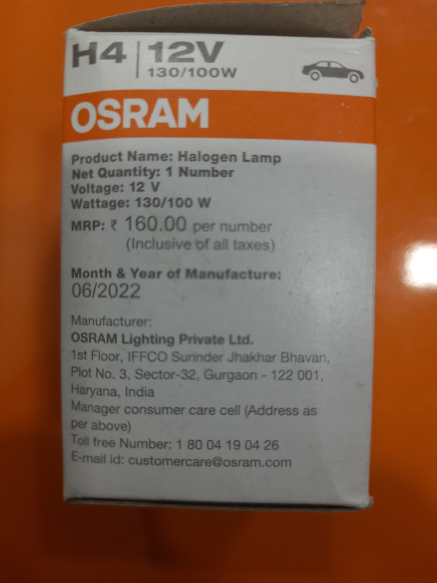 H4 | 12V
130/100W
OSRAM
Product Name: Halogen Lamp
Net Quantity: 1 Number
Voltage: 12 V
Wattage: 130/100 W
MRP: ₹ 160.00 per number
(Inclusive of all taxes)
Month & Year of Manufacture:
06/2022
Manufacturer:
OSRAM Lighting Private Ltd.
1st Floor, IFFCO Surinder Jhakhar Bhavan,
Plot No. 3, Sector-32, Gurgaon - 122 001,
Haryana, India
Manager consumer care cell (Address as
per above)
Toll free Number: 1 80 04 19 04 26
E-mail id: customercare@osram.com